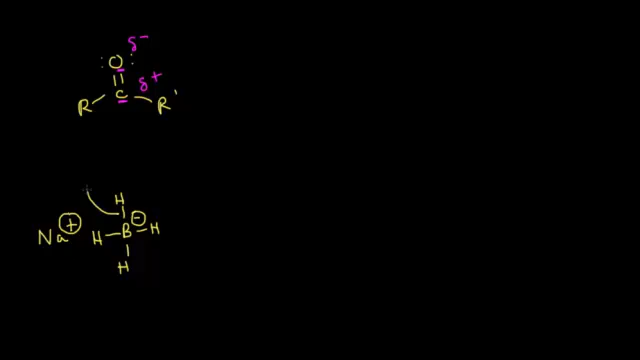 δ-
:O:
δ+
R C R'
H
Na + H B - H
H